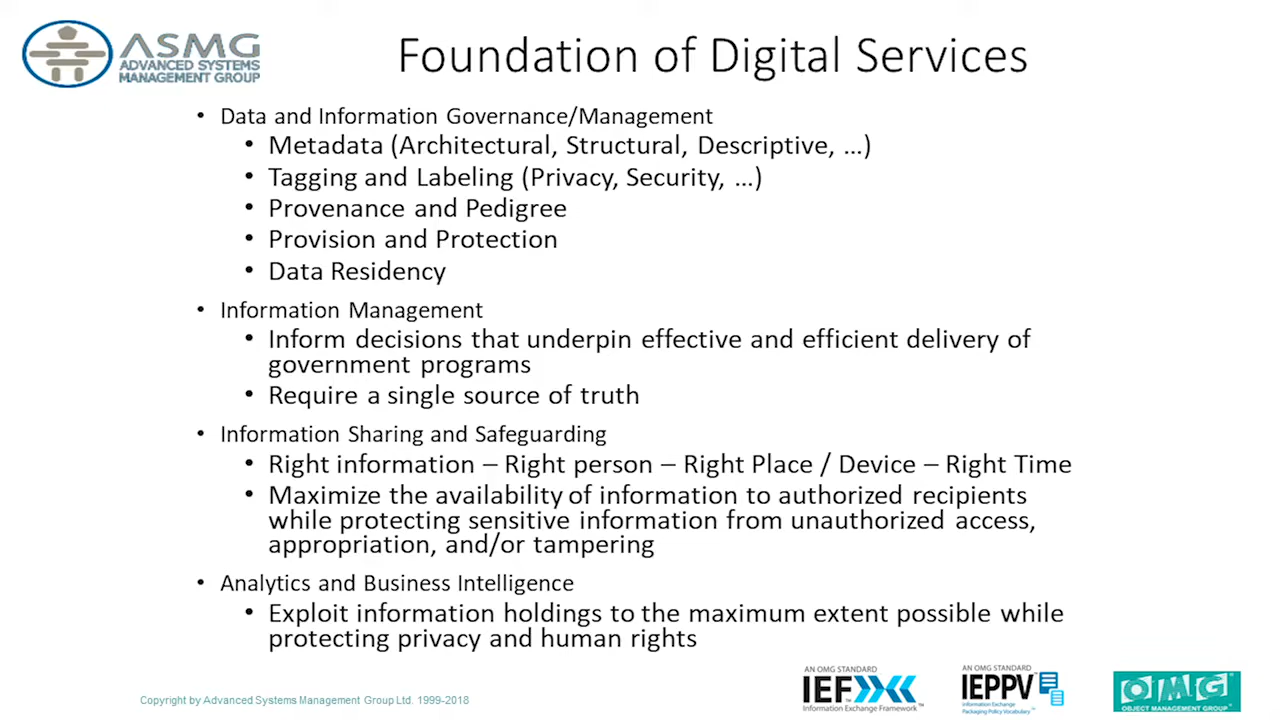 ASMG
ADVANCED SYSTEMS
MANAGEMENT GROUP
Foundation of Digital Services
• Data and Information Governance/Management
• Metadata (Architectural, Structural, Descriptive, …)
• Tagging and Labeling (Privacy, Security, …)
• Provenance and Pedigree
• Provision and Protection
• Data Residency
• Information Management
• Inform decisions that underpin effective and efficient delivery of
government programs
• Require a single source of truth
• Information Sharing and Safeguarding
• Right information – Right person – Right Place / Device – Right Time
• Maximize the availability of information to authorized recipients
while protecting sensitive information from unauthorized access,
appropriation, and/or tampering
• Analytics and Business Intelligence
• Exploit information holdings to the maximum extent possible while
protecting privacy and human rights
Copyright by Advanced Systems Management Group Ltd. 1999-2018
AN OMG STANDARD
IEF
Information Exchange Framework™
AN OMG STANDARD
IEPPV
Information Exchange
Packaging Policy Vocabulary™
OMG
OBJECT MANAGEMENT GROUP